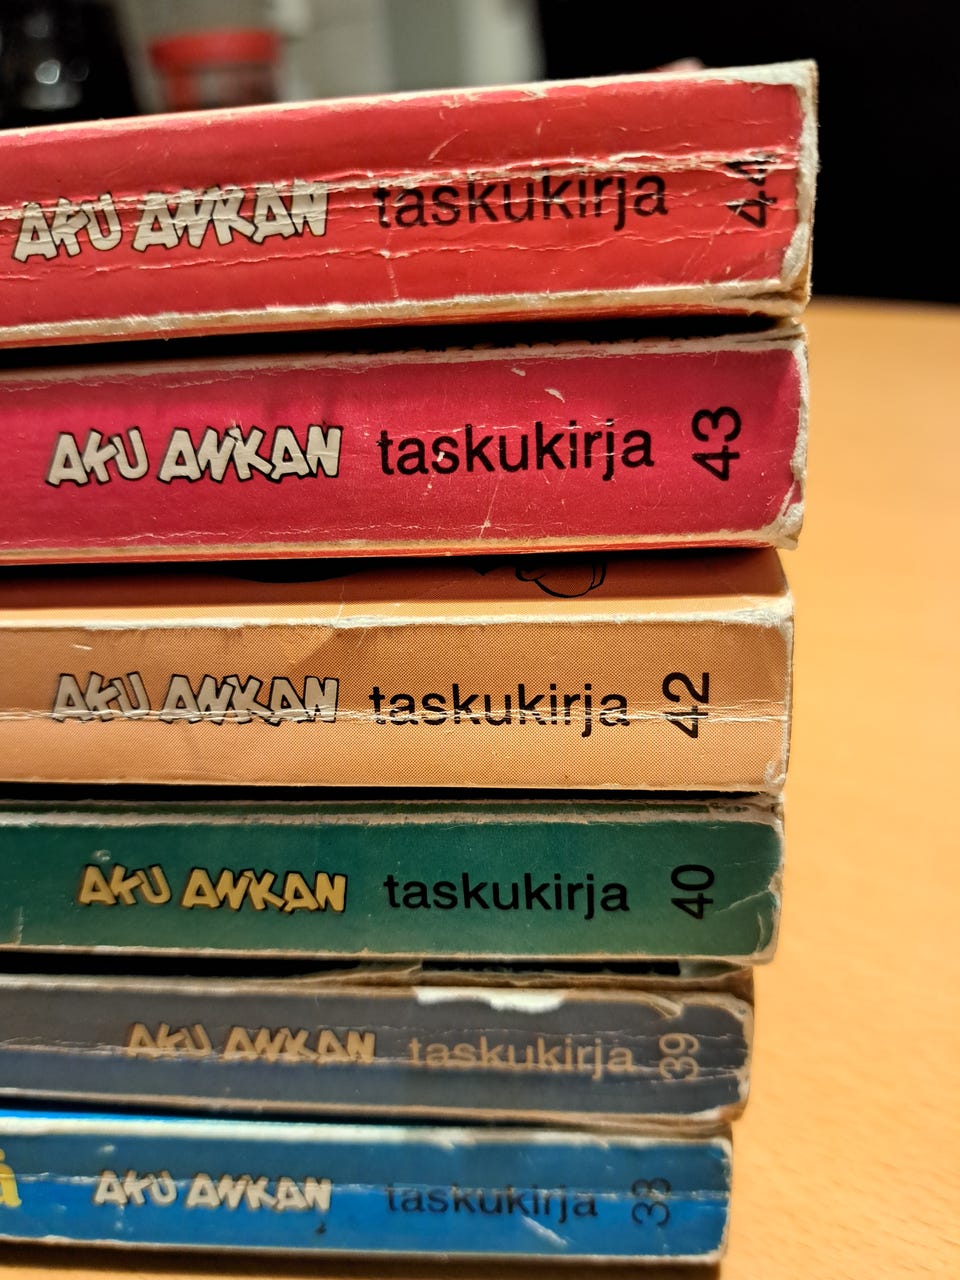 AKU ANKAN taskukirja 44
AKU ANKAN taskukirja 43
AKU ANKAN taskukirja 42
AKU ANKAN taskukirja 40
AKU ANKAN taskukirja 39
ä AKU ANKAN taskukirja 33